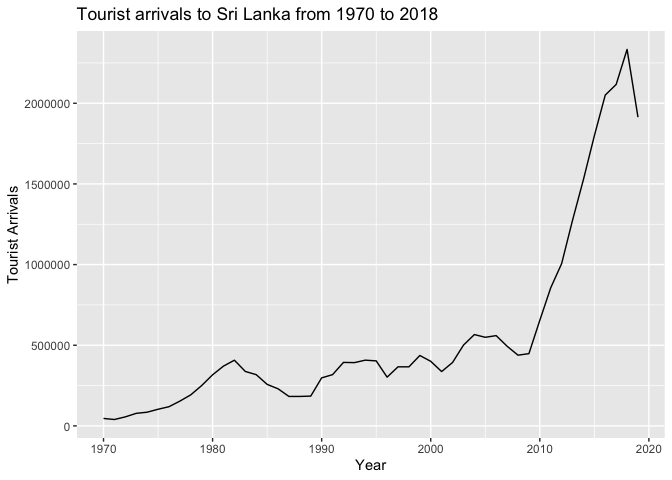 Tourist arrivals to Sri Lanka from 1970 to 2018
Tourist Arrivals
2000000
1500000
1000000
500000
0
1970 1980 1990 2000 2010 2020
Year